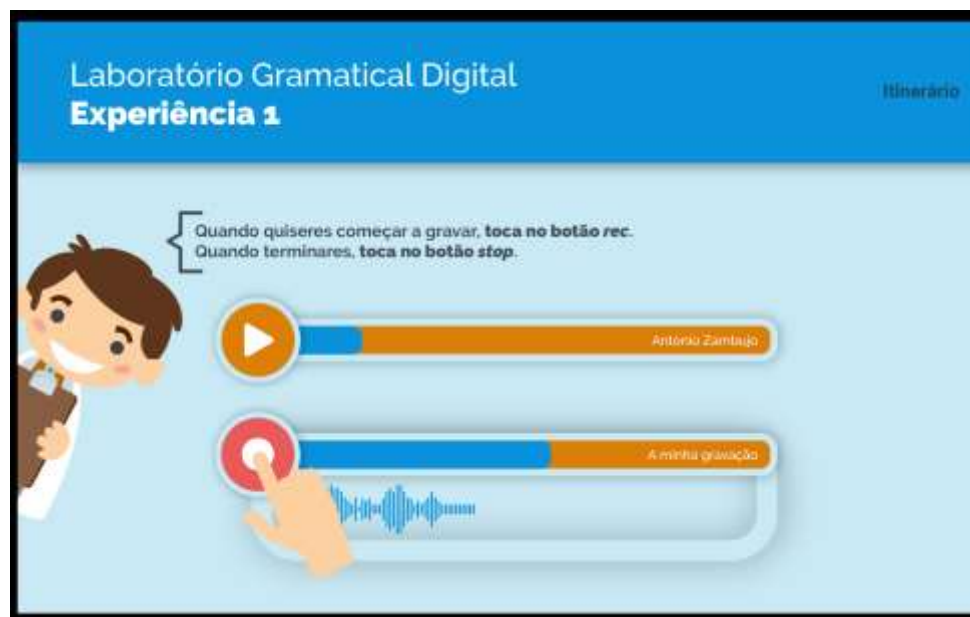 Laboratório Gramatical Digital
Experiência 1
Itinerário
Quando quiseres começar a gravar, toca no botão rec.
Quando terminares, toca no botão stop.
António Zambujo
A minha gravação